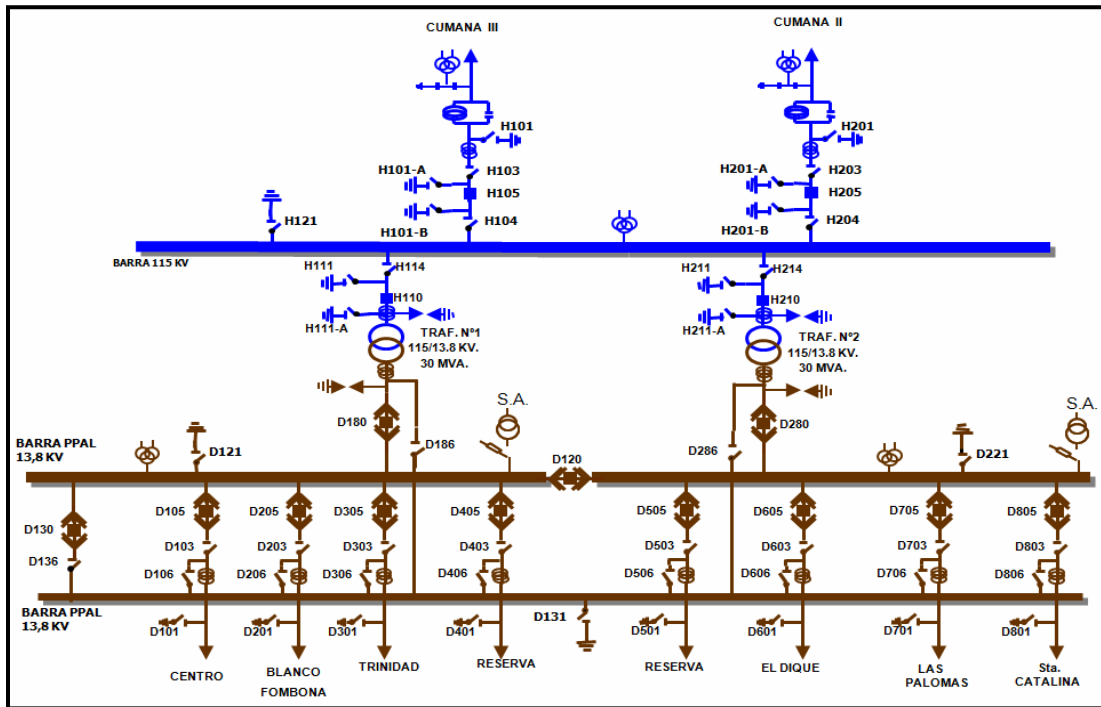 CUMANA III
CUMANA II
H101
H201
H101-A
H103
H201-A
H203
H105
H205
H121
H104
H204
H101-B
H201-B
BARRA 115 KV
H111
H114
H211
H214
H110
H210
H111-A
H211-A
TRAF. Nº1
115/13.8 KV.
30 MVA.
TRAF. Nº2
115/13.8 KV.
30 MVA.
S.A.
S.A.
D180
D280
BARRA PPAL
13,8 KV
D121
D186
D286
D221
D120
D130
D105
D205
D305
D405
D505
D605
D705
D805
D136
D103
D203
D303
D403
D503
D603
D703
D803
D106
D206
D306
D406
D506
D606
D706
D806
BARRA PPAL
13,8 KV
D131
D101
D201
D301
D401
D501
D601
D701
D801
CENTRO
BLANCO
FOMBONA
TRINIDAD
RESERVA
RESERVA
EL DIQUE
LAS
PALOMAS
Sta.
CATALINA